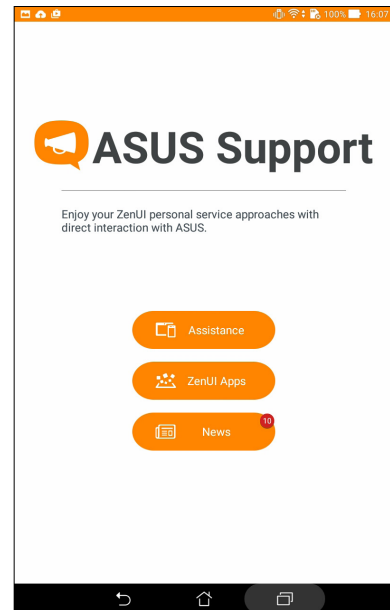 100% 16:07
ASUS Support
Enjoy your ZenUI personal service approaches with
direct interaction with ASUS.
Assistance
ZenUI Apps
10
News